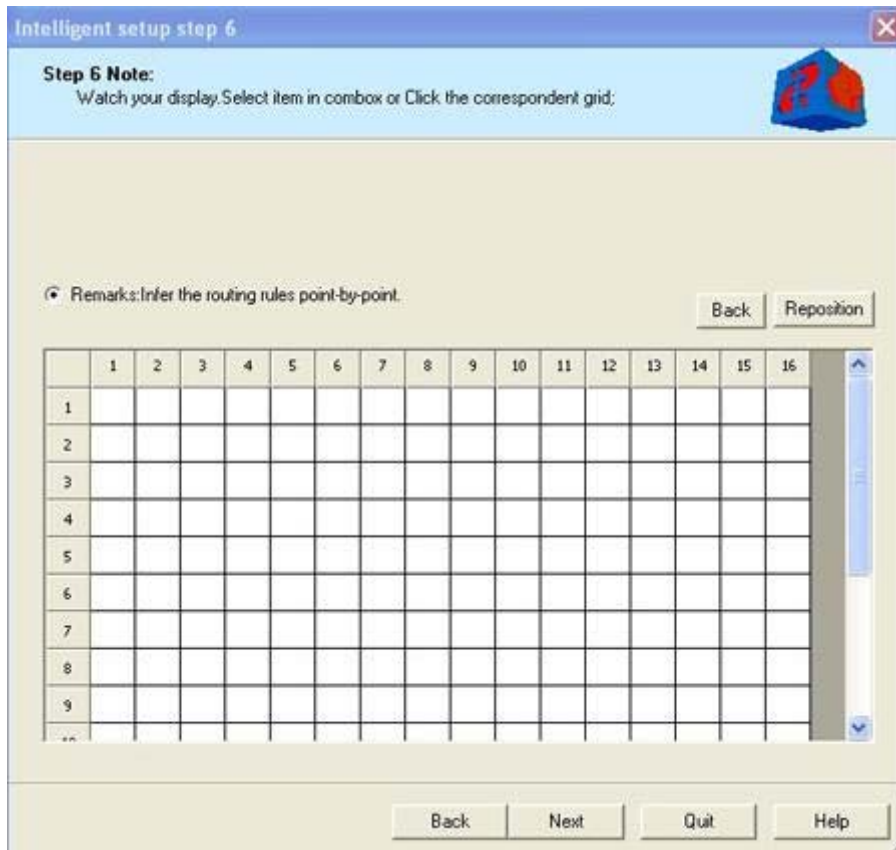 Intelligent setup step 6
Step 6 Note:
Watch your display.Select item in combox or Click the correspondent grid;
Remarks:Infer the routing rules point-by-point.
Back Reposition
1 2 3 4 5 6 7 8 9 10 11 12 13 14 15 16
1
2
3
4
5
6
7
8
9
Back Next Quit Help